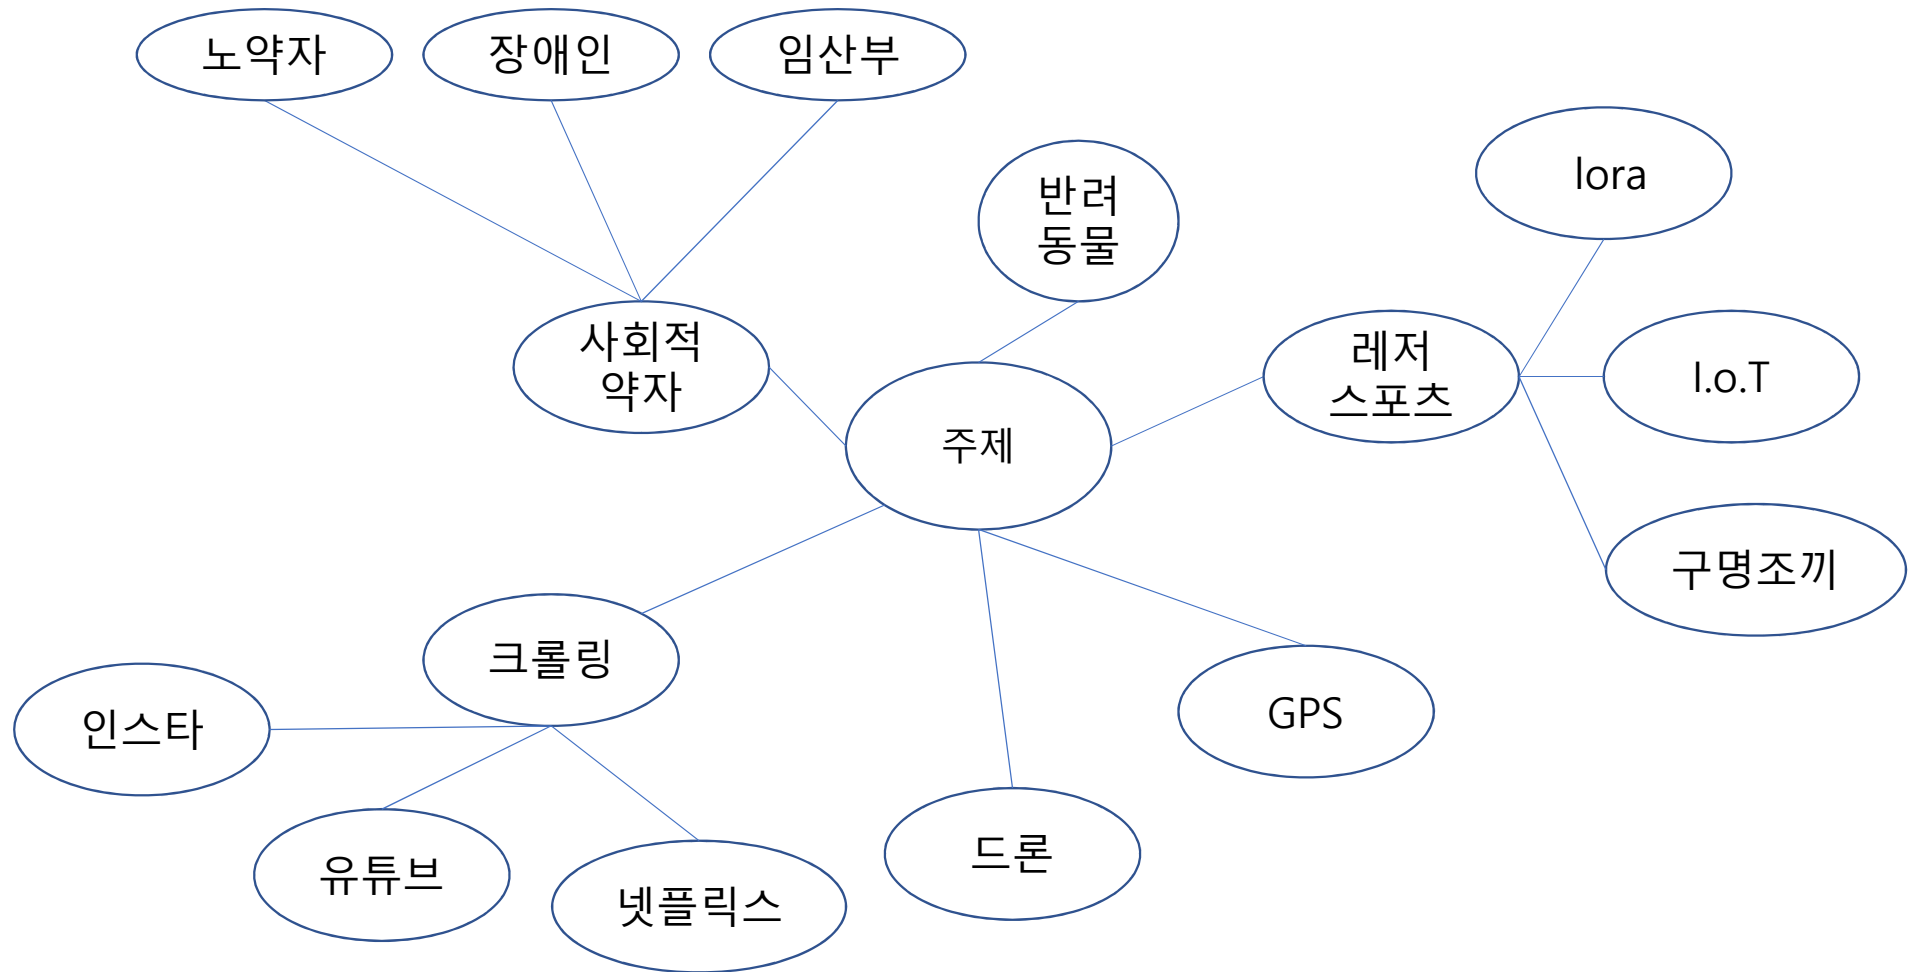 노약자
장애인
임산부
반려
동물
lora
사회적
약자
레저
스포츠
I.o.T
주제
구명조끼
크롤링
인스타
GPS
유튜브
넷플릭스
드론